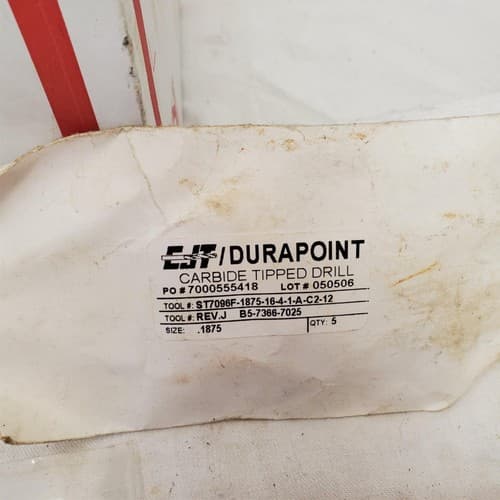 EJT/DURAPOINT
CARBIDE TIPPED DRILL
PO # 7000555418 LOT # 050506
TOOL #: ST7096F-1875-16-4-1-A-C2-12
TOOL #: REV.J B5-7366-7025
SIZE: .1875 QTY: 5